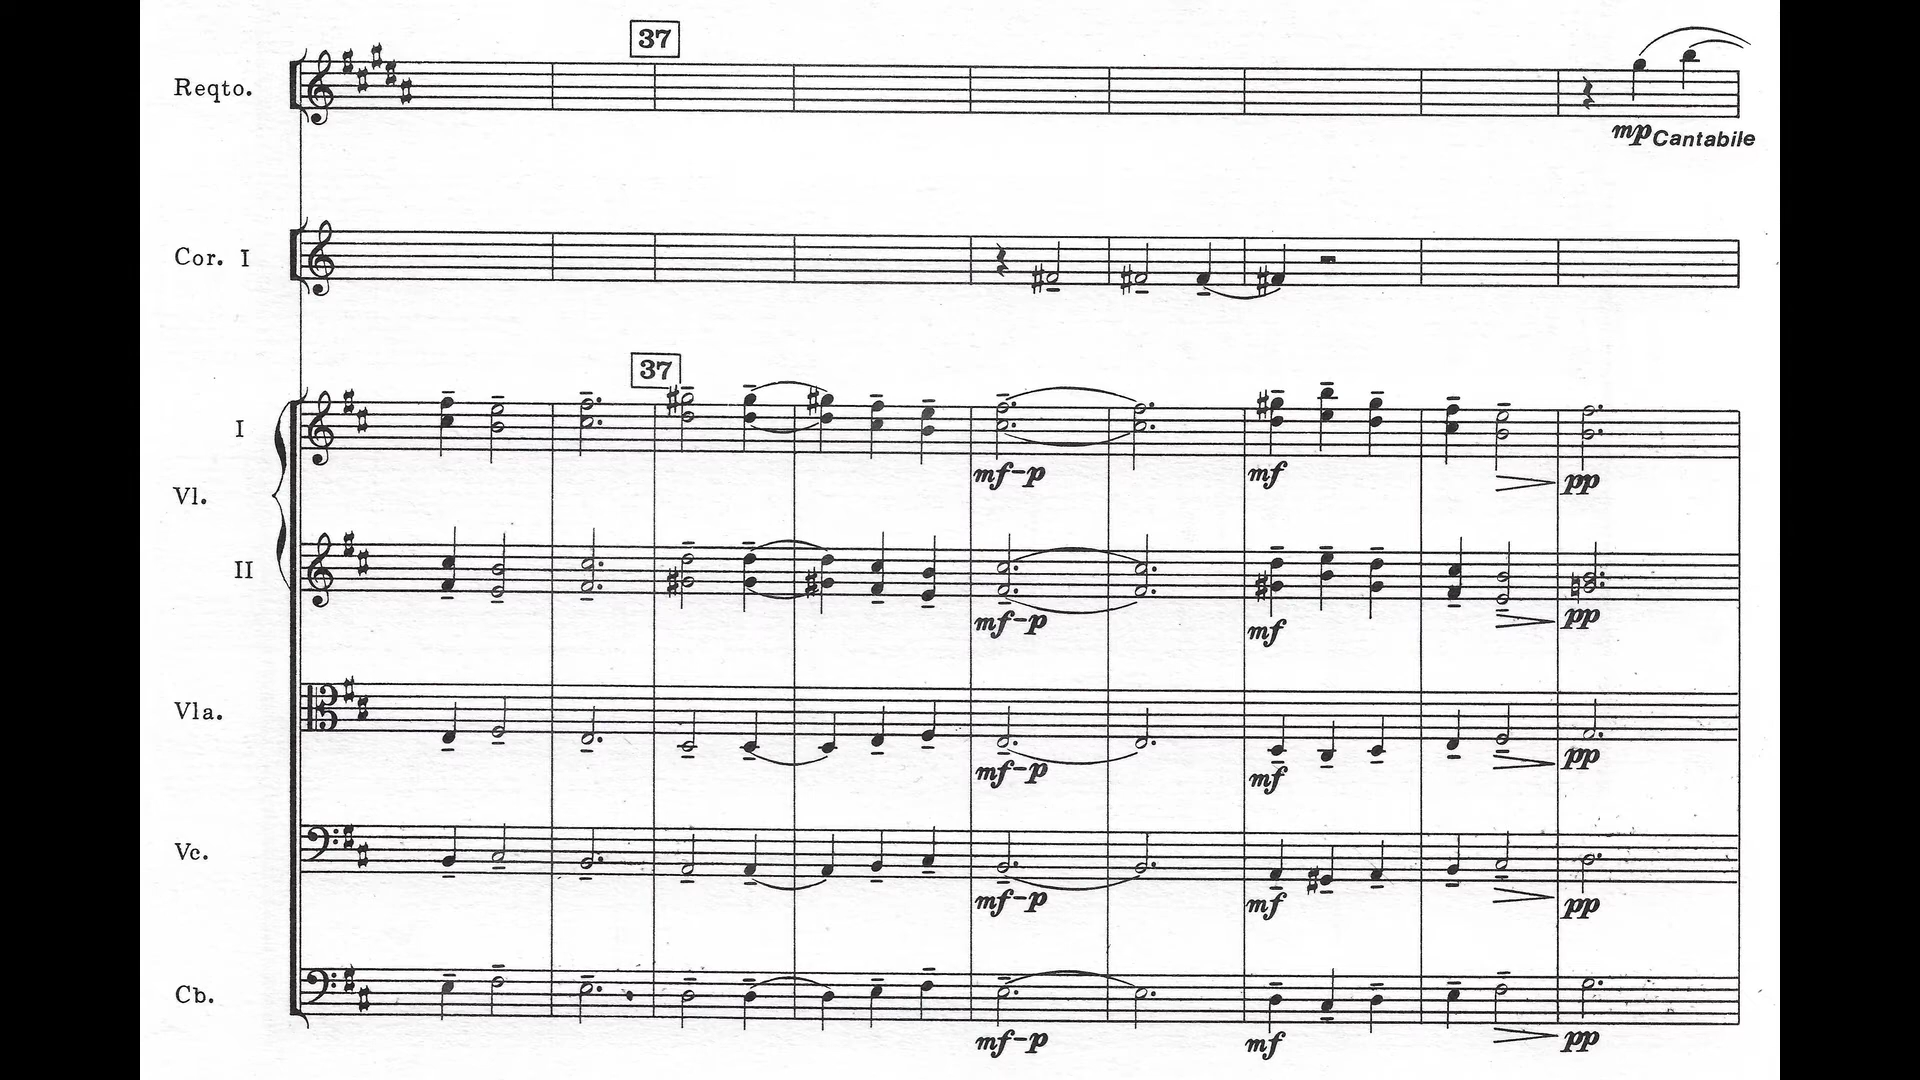 37
Reqto.
mp Cantabile
Cor. I
37
I
mf-p mf pp
Vl.
II
mf-p mf pp
Vla.
mf-p mf pp
Vc.
mf-p mf pp
Cb.
mf-p mf pp